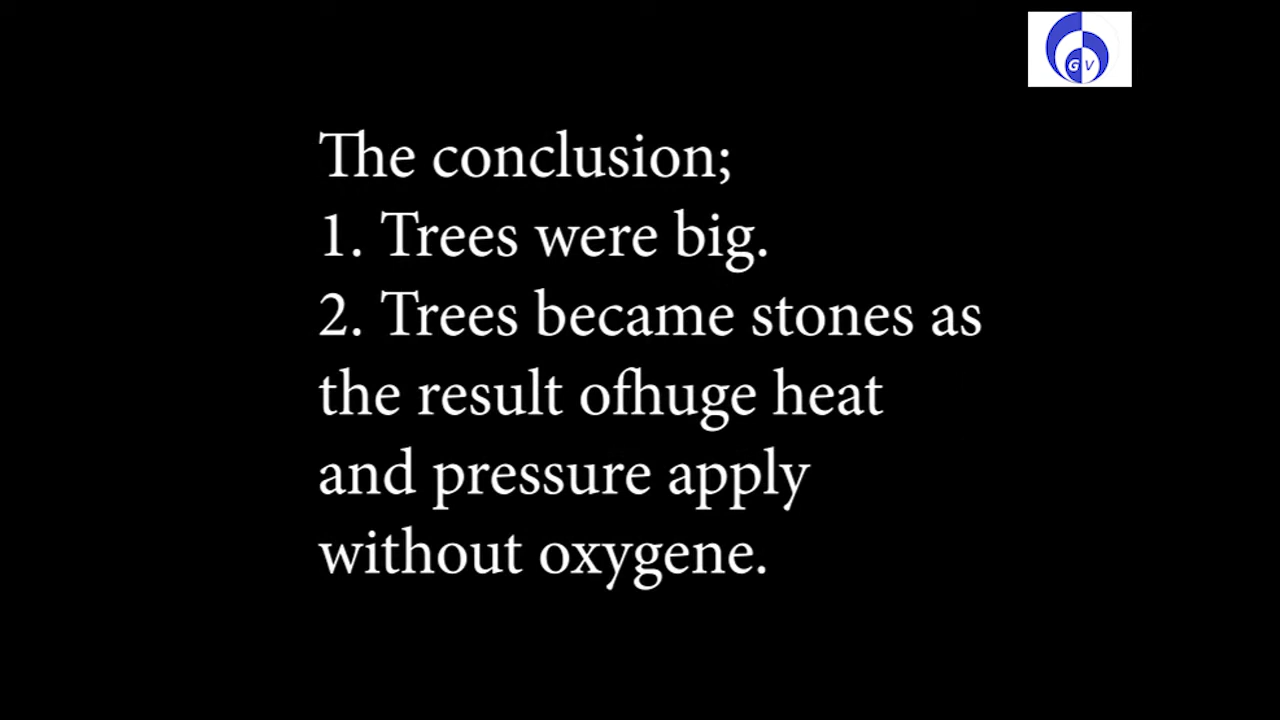 G V
The conclusion;
1. Trees were big.
2. Trees became stones as
the result ofhuge heat
and pressure apply
without oxygene.